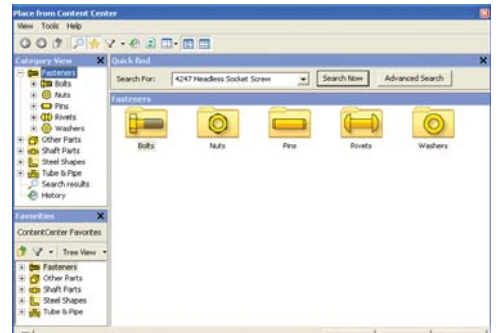 Place from Content Center
View Tools Help
Category View
Fasteners
Bolts
Nuts
Pins
Rivets
Washers
Other Parts
Shaft Parts
Steel Shapes
Tube & Pipe
Search results
History
Favorites
ContentCenter Favorites
Tree View
Fasteners
Other Parts
Shaft Parts
Steel Shapes
Tube & Pipe
Quick find
Search For: 4247 Headless Socket Screw Search Now Advanced Search
Fasteners
Bolts Nuts Pins Rivets Washers